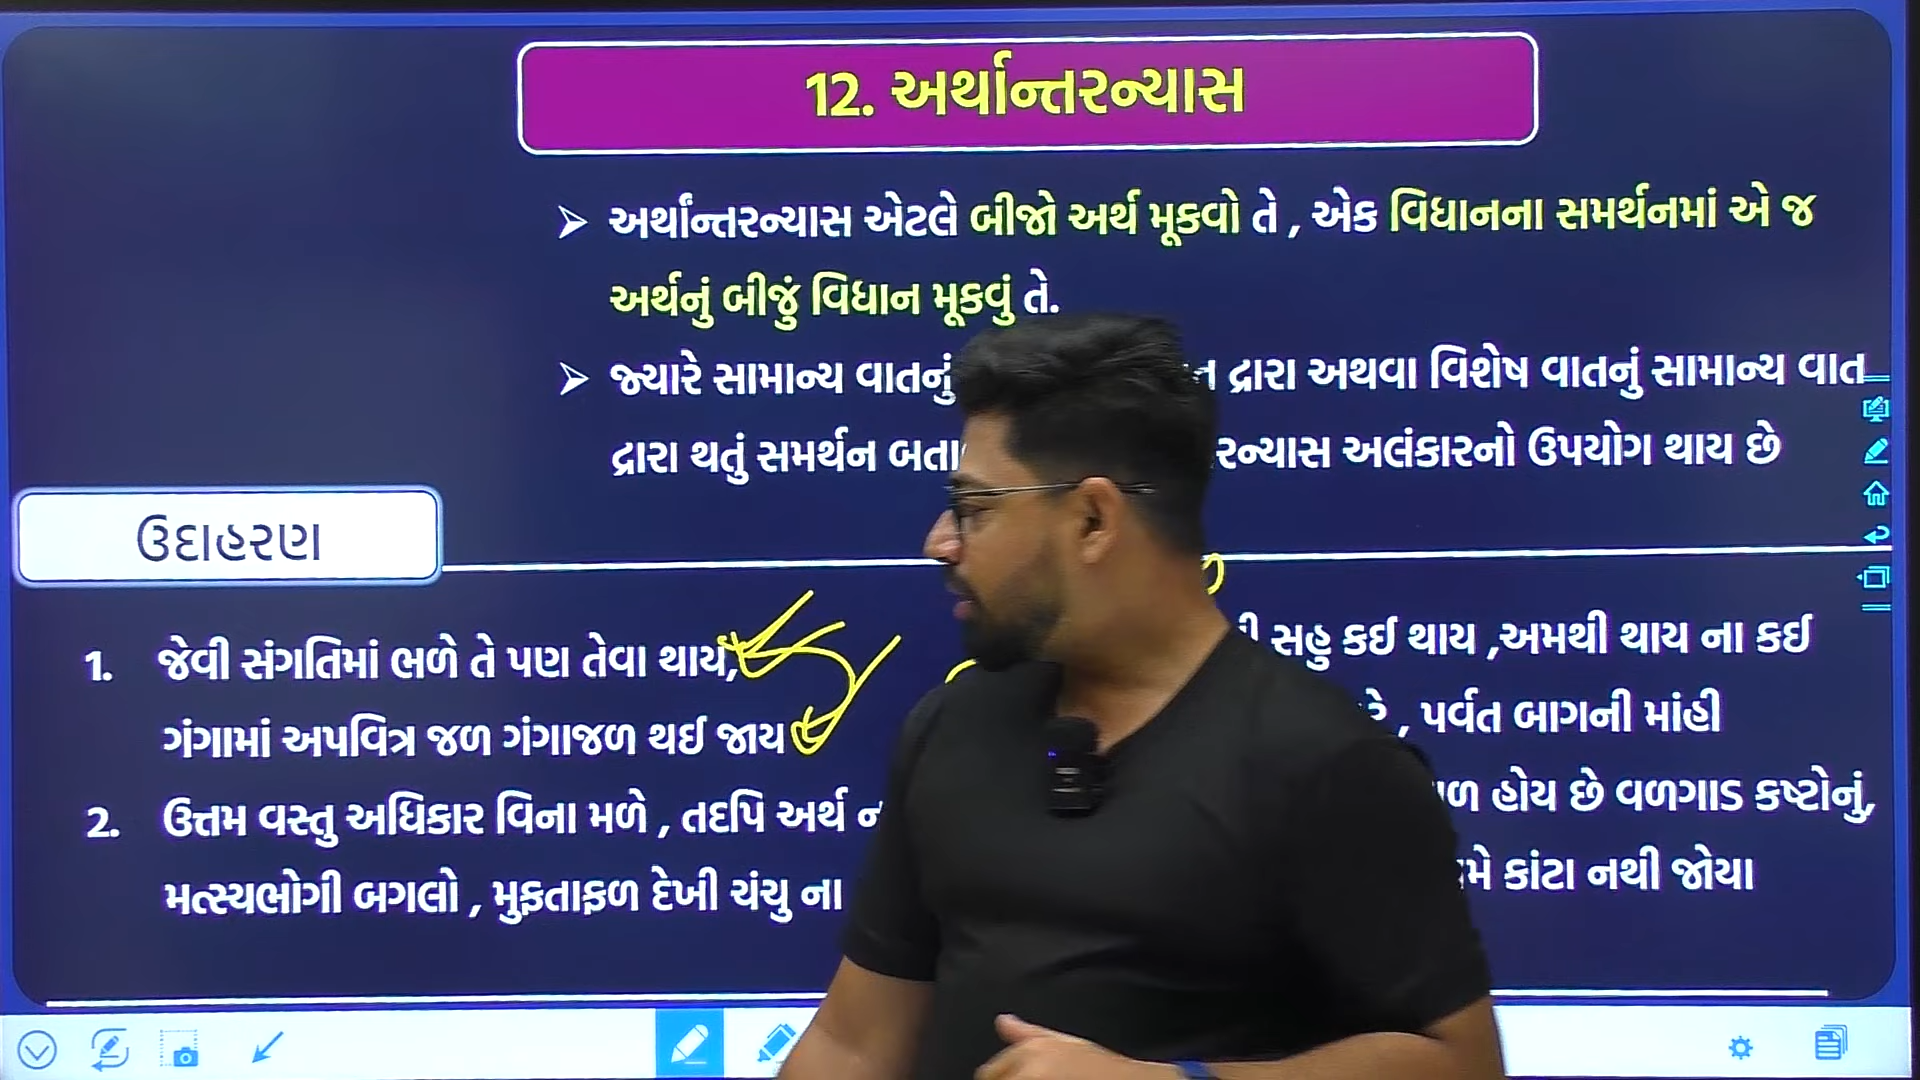 12. અર્થાન્તરન્યાસ
➢ અર્થાંન્તરન્યાસ એટલે બીજો અર્થ મૂકવો તે , એક વિધાનના સમર્થનમાં એ જ
અર્થનું બીજું વિધાન મૂકવું તે.
➢ જ્યારે સામાન્ય વાતનું દ્રારા અથવા વિશેષ વાતનું સામાન્ય વાત
દ્રારા થતું સમર્થન અલંકારનો ઉપયોગ થાય છે
ઉદાહરણ
1. જેવી સંગતિમાં ભળે તે પણ તેવા થાય,
ગંગામાં અપવિત્ર જળ ગંગાજળ થઈ જાય
2. ઉત્તમ વસ્તુ અધિકાર વિના મળે , તદપિ અર્થ
મત્સ્યભોગી બગલો , મુફતાફળ દેખી ચંચુ ના
સહુ કઈ થાય ,અમથી થાય ના કઈ
, પર્વત બાગની માંહી
હોય છે વળગાડ કષ્ટોનું,
કાંટા નથી જોયા